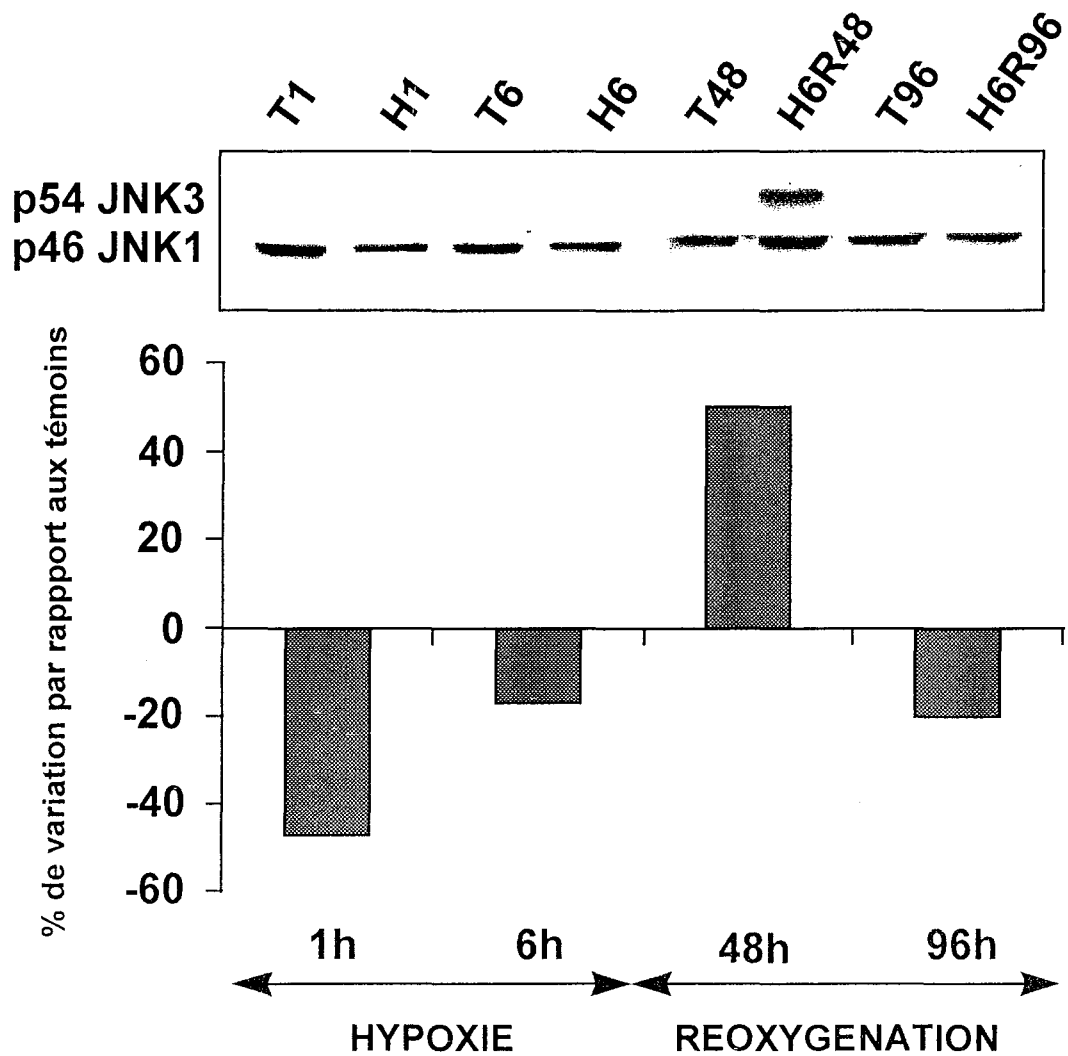 T1 H1 T6 H6 T48 H6R48 T96 H6R96
p54 JNK3
p46 JNK1
% de variation par rappport aux témoins
60
40
20
0
-20
-40
-60
1h 6h 48h 96h
HYPOXIE REOXYGENATION